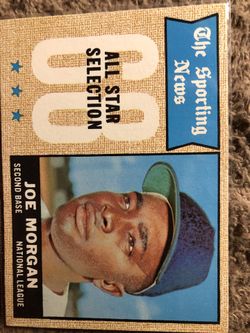 The Sporting
News
68
ALL STAR
SELECTION
JOE MORGAN
SECOND BASE
NATIONAL LEAGUE